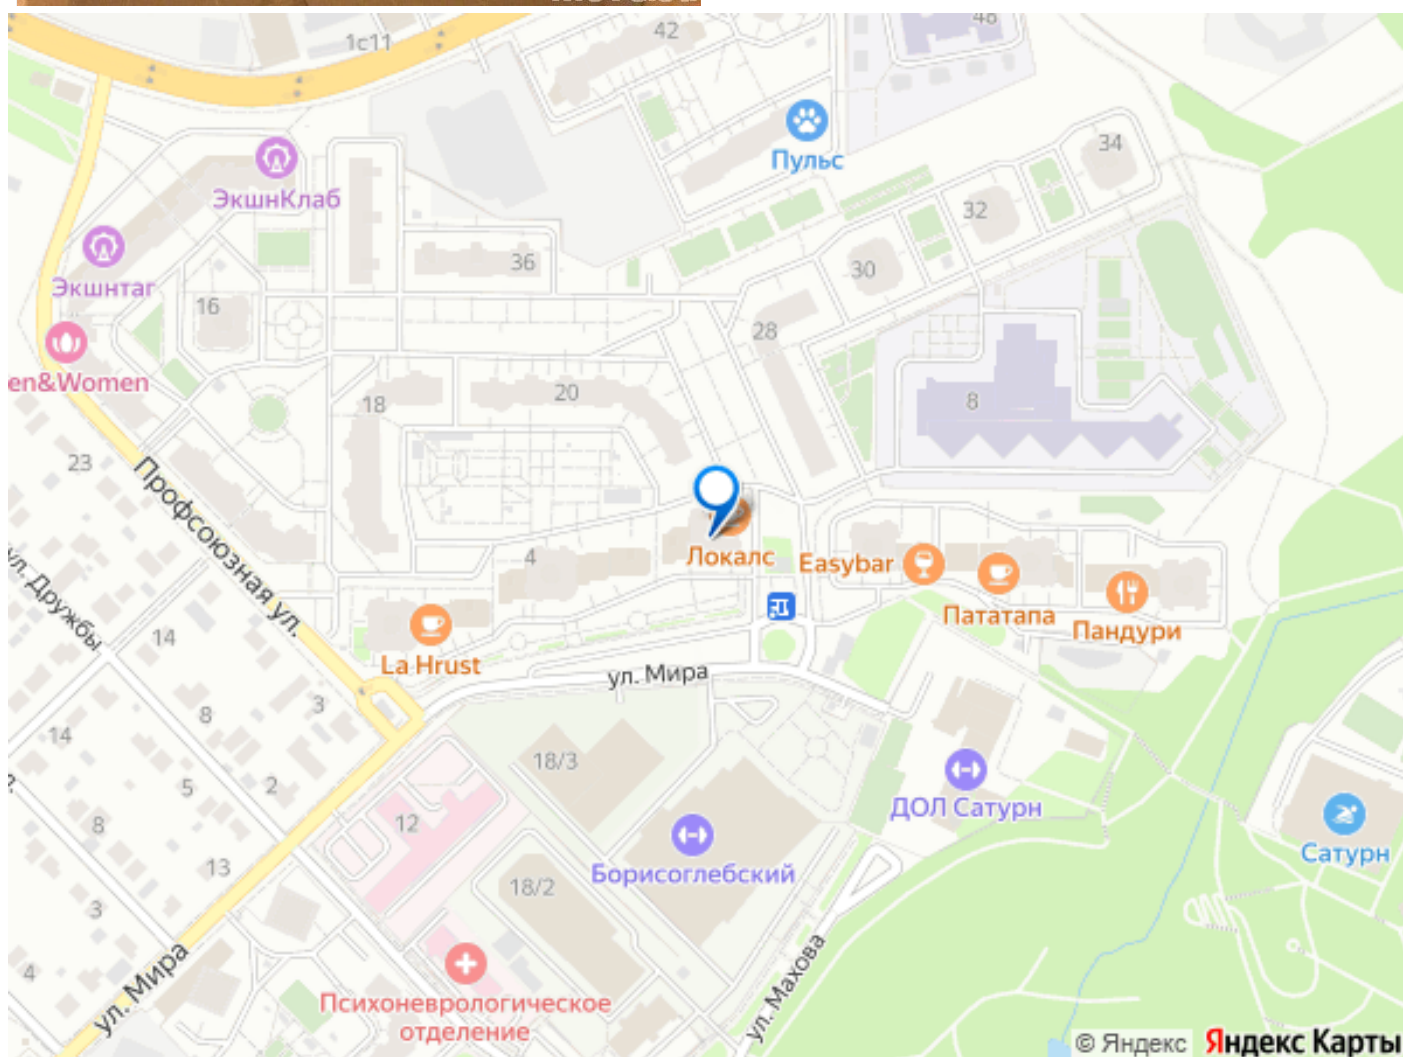 1с11
42
48
Пульс
34
ЭкшнКлаб
32
36
30
Экшнтаг
16
28
en&Women
20
18
8
23
Профсоюзная ул.
Локалс
4
Easybar
Пататапа
Пандури
ул. Дружбы
14
La Hrust
ул. Мира
3
8
14
18/3
2
5
12
ДОЛ Сатурн
8
Борисоглебский
Сатурн
13
18/2
3
ул. Мира
4
Психоневрологическое
отделение
ул. Махова
© Яндекс Яндекс Карты